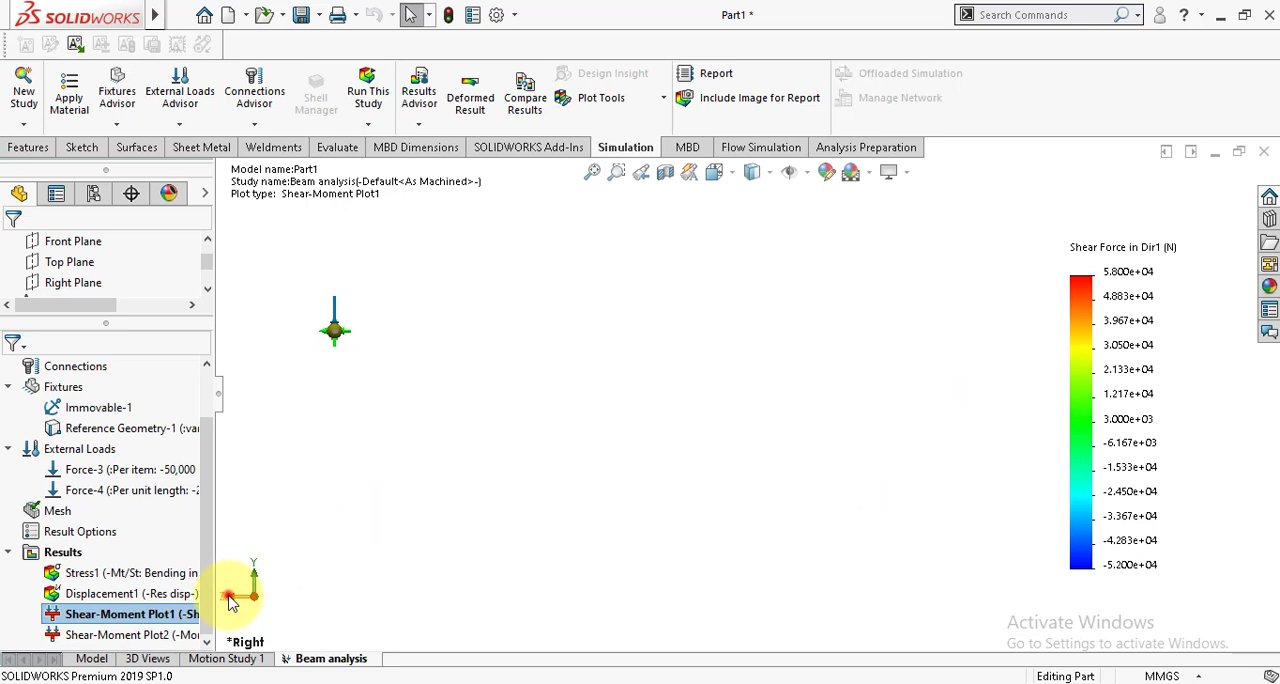 SOLIDWORKS
Part1 *
Search Commands
?
New Study
Apply Material
Fixtures Advisor
External Loads Advisor
Connections Advisor
Shell Manager
Run This Study
Results Advisor
Deformed Result
Compare Results
Design Insight
Plot Tools
Report
Include Image for Report
Offloaded Simulation
Manage Network
Features
Sketch
Surfaces
Sheet Metal
Weldments
Evaluate
MBD Dimensions
SOLIDWORKS Add-Ins
Simulation
MBD
Flow Simulation
Analysis Preparation
Model name:Part1
Study name:Beam analysis(-Default<As Machined>-)
Plot type: Shear-Moment Plot1
Front Plane
Top Plane
Right Plane
Connections
Fixtures
Immovable-1
Reference Geometry-1 (:var
External Loads
Force-3 (:Per item: -50,000
Force-4 (:Per unit length: -2
Mesh
Result Options
Results
Stress1 (-Mt/St: Bending in
Displacement1 (-Res disp-)
Shear-Moment Plot1 (-Sh
Shear-Moment Plot2 (-Mo
Shear Force in Dir1 (N)
5.800e+04
4.883e+04
3.967e+04
3.050e+04
2.133e+04
1.217e+04
3.000e+03
-6.167e+03
-1.533e+04
-2.450e+04
-3.367e+04
-4.283e+04
-5.200e+04
Y
*Right
Activate Windows
Go to Settings to activate Windows.
Model
3D Views
Motion Study 1
Beam analysis
SOLIDWORKS Premium 2019 SP1.0
Editing Part
MMGS